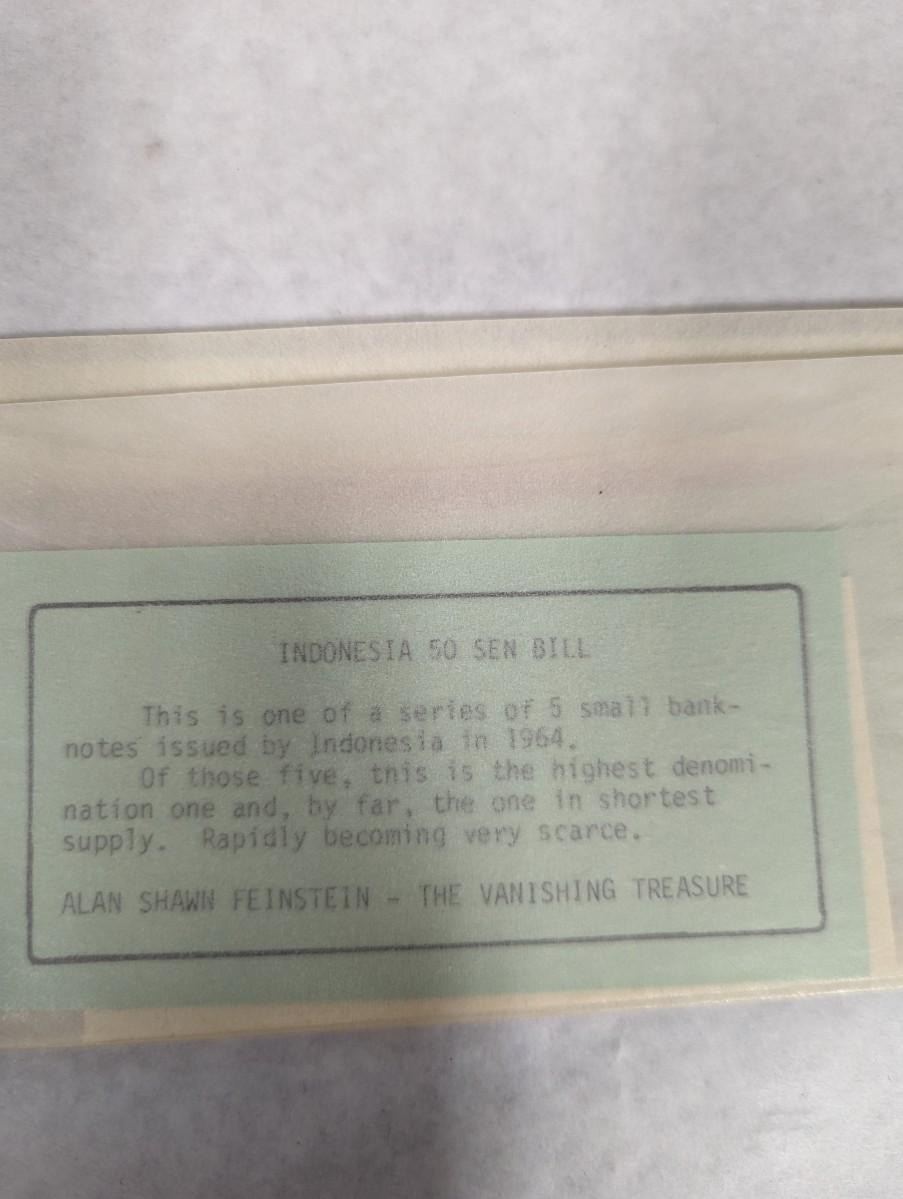 INDONESIA 50 SEN BILL
This is one of a series of 5 small bank-
notes issued by Indonesia in 1964.
Of those five, this is the highest denomi-
nation one and, by far, the one in shortest
supply. Rapidly becoming very scarce.
ALAN SHAWN FEINSTEIN - THE VANISHING TREASURE